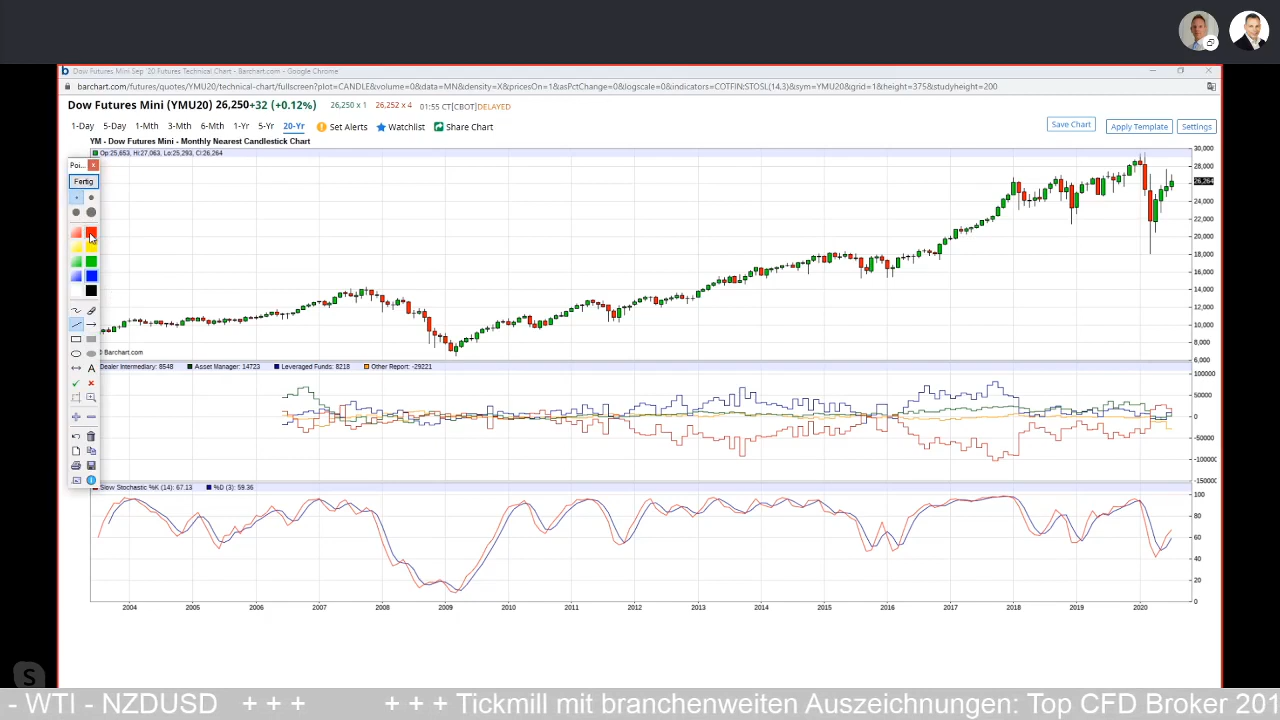 Dow Futures Mini Sep '20 Futures Technical Chart - Barchart.com - Google Chrome
barchart.com/futures/quotes/YMU20/technical-chart/fullscreen?plot=CANDLE&volume=0&data=MN&density=X&pricesOn=1&asPctChange=0&logscale=0&indicators=COTFIN;STOSL(14,3)&sym=YMU20&grid=1&height=375&studyheight=200
Dow Futures Mini (YMU20) 26,250+32 (+0.12%) 26,250 x 1 26,252 x 4 01:55 CT[CBOT]DELAYED
1-Day 5-Day 1-Mth 3-Mth 6-Mth 1-Yr 5-Yr 20-Yr Set Alerts Watchlist Share Chart Save Chart Apply Template Settings
YM - Dow Futures Mini - Monthly Nearest Candlestick Chart
Op:25,653, Hi:27,063, Lo:25,293, Cl:26,264
Poi...
Fertig
A
30,000
28,000
26,264
24,000
22,000
20,000
18,000
16,000
14,000
12,000
10,000
8,000
6,000
© Barchart.com
Dealer Intermediary: 8548 Asset Manager: 14723 Leveraged Funds: 8218 Other Report: -29221
100000
50000
0
-50000
-100000
-150000
Slow Stochastic %K (14): 67.13 %D (3): 59.36
100
80
60
40
20
0
2004 2005 2006 2007 2008 2009 2010 2011 2012 2013 2014 2015 2016 2017 2018 2019 2020
S
- WTI - NZDUSD + + + + + + Tickmill mit branchenweiten Auszeichnungen: Top CFD Broker 201